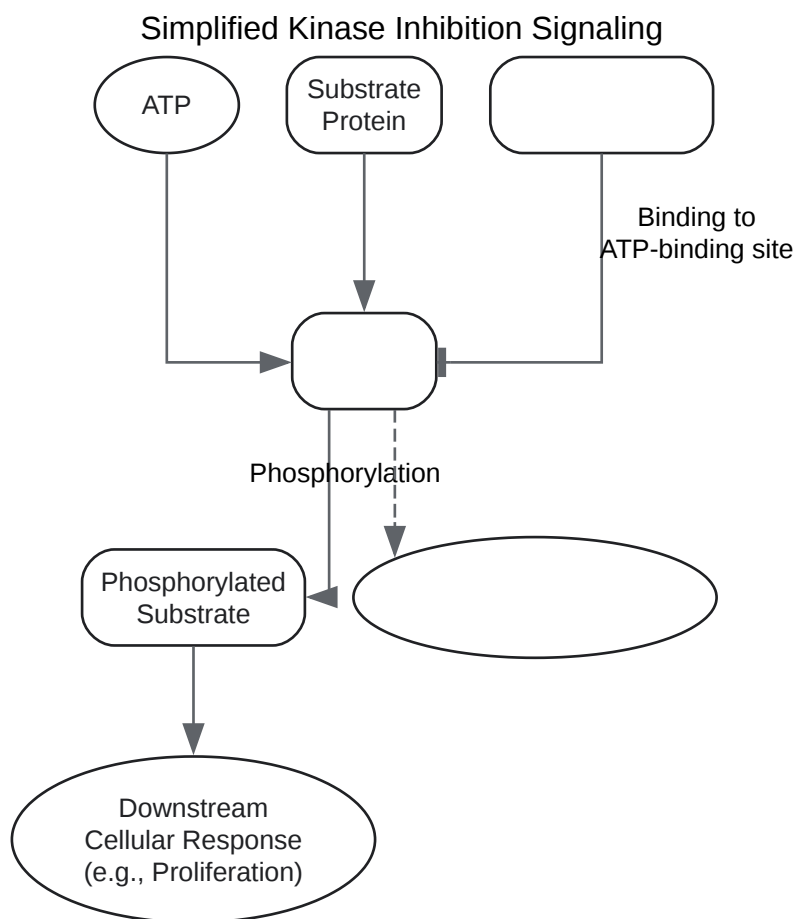 Simplified Kinase Inhibition Signaling
ATP
Substrate
Protein
Binding to
ATP-binding site
Phosphorylation
Phosphorylated
Substrate
Downstream
Cellular Response
(e.g., Proliferation)